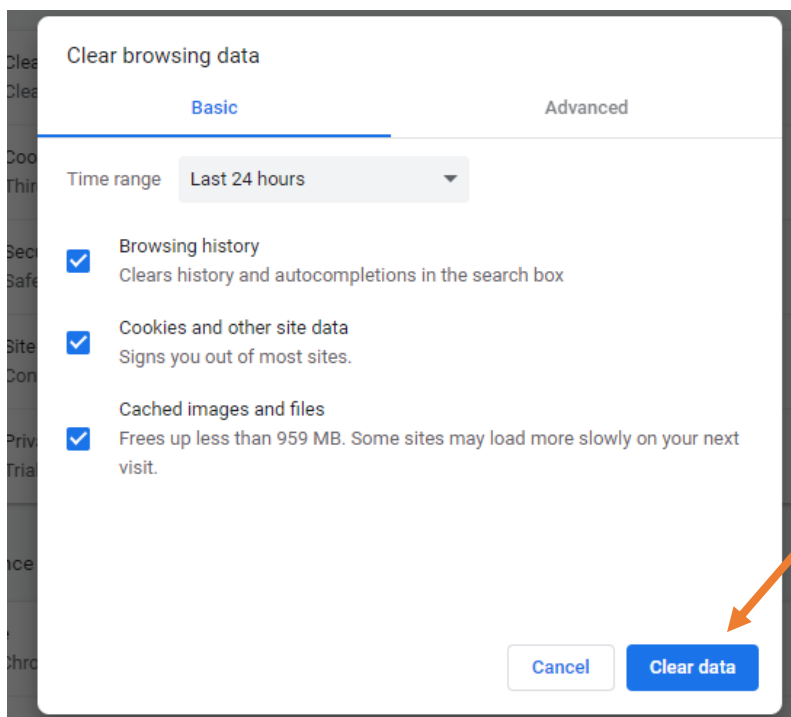 Clear browsing data
Basic
Advanced
Time range
Last 24 hours
Browsing history
Clears history and autocompletions in the search box
Cookies and other site data
Signs you out of most sites.
Cached images and files
Frees up less than 959 MB. Some sites may load more slowly on your next
visit.
Cancel
Clear data